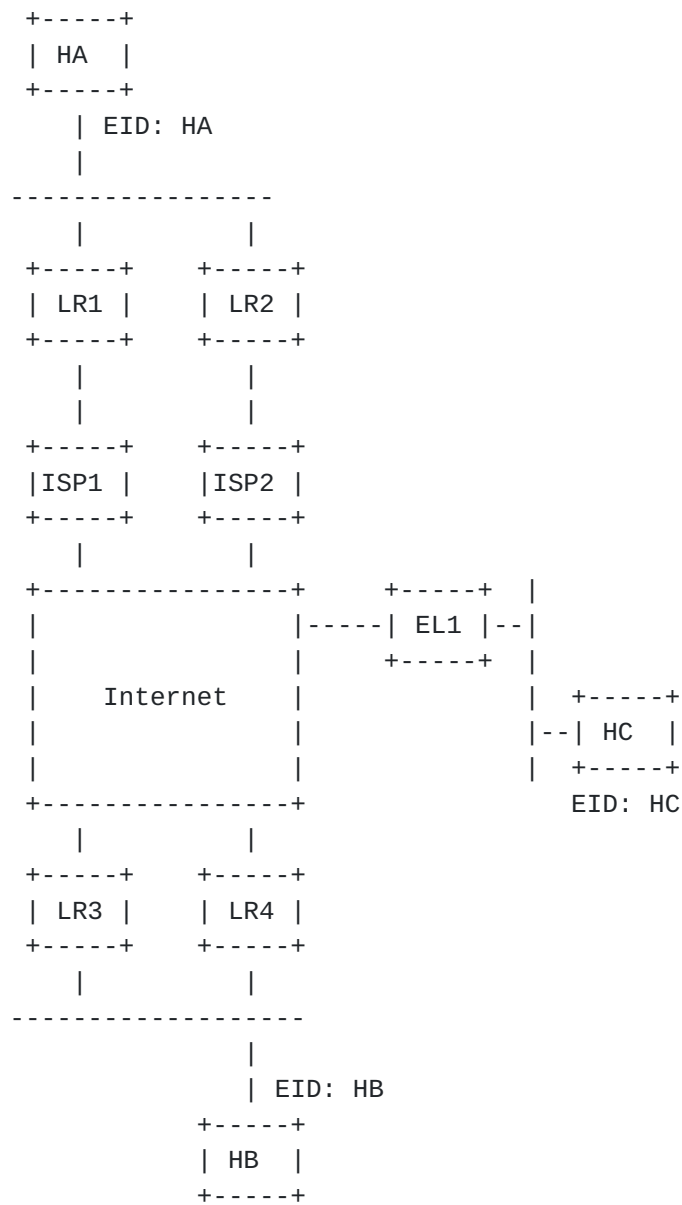 HA
EID: HA
LR1 LR2
ISP1 ISP2
EL1
Internet
HC
EID: HC
LR3 LR4
EID: HB
HB